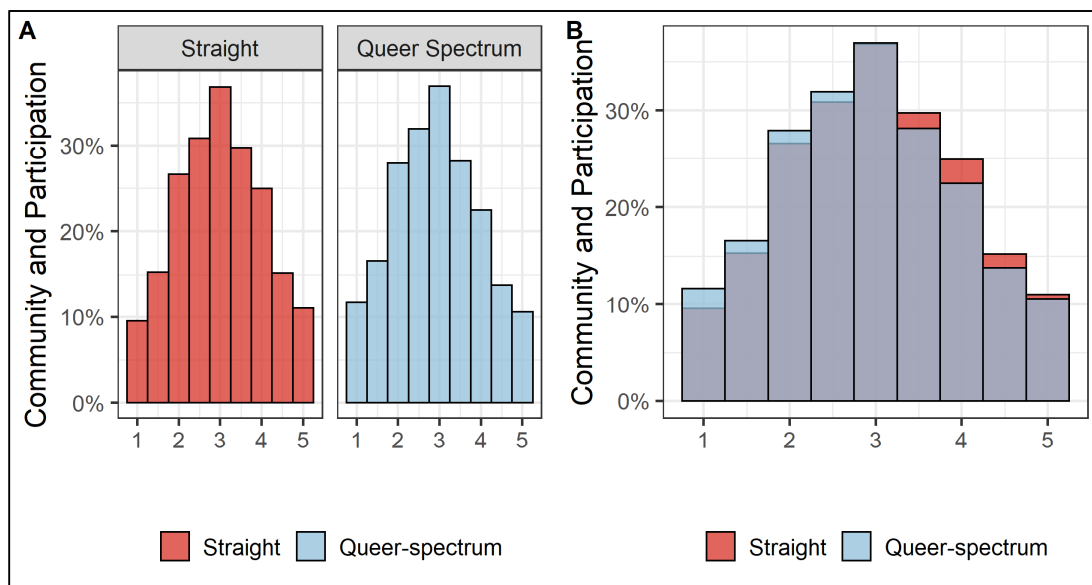 A
Straight
Queer Spectrum
Community and Participation
30%
20%
10%
0%
1 2 3 4 5
1 2 3 4 5
Straight
Queer-spectrum
B
Community and Participation
30%
20%
10%
0%
1 2 3 4 5
Straight
Queer-spectrum